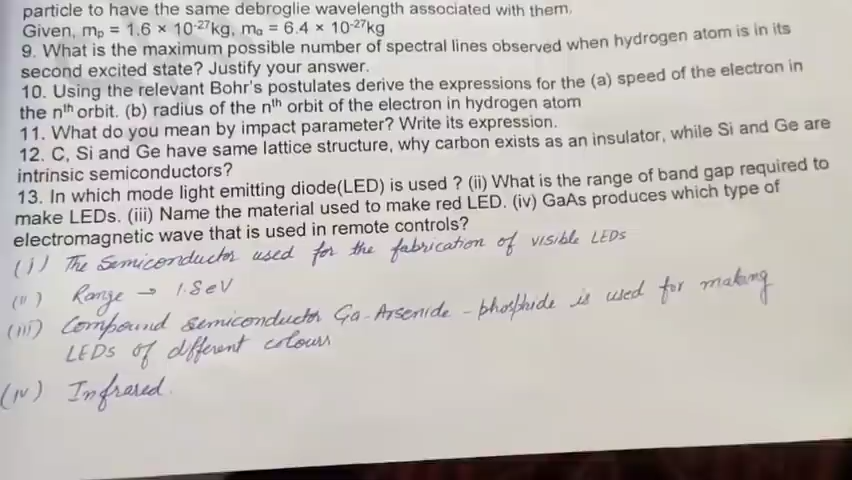 particle to have the same debroglie wavelength associated with them.
Given, mp = 1.6 × 10-27kg, mα = 6.4 × 10-27kg
9. What is the maximum possible number of spectral lines observed when hydrogen atom is in its
second excited state? Justify your answer.
10. Using the relevant Bohr's postulates derive the expressions for the (a) speed of the electron in
the nth orbit. (b) radius of the nth orbit of the electron in hydrogen atom
11. What do you mean by impact parameter? Write its expression.
12. C, Si and Ge have same lattice structure, why carbon exists as an insulator, while Si and Ge are
intrinsic semiconductors?
13. In which mode light emitting diode(LED) is used ? (ii) What is the range of band gap required to
make LEDs. (iii) Name the material used to make red LED. (iv) GaAs produces which type of
electromagnetic wave that is used in remote controls?
(i) The Semiconductor used for the fabrication of visible LEDs
(ii) Range → 1.8eV
(iii) Compound semiconductor Ga-Arsenide-phosphide is used for making
LEDs of different colours
(iv) Infrared.